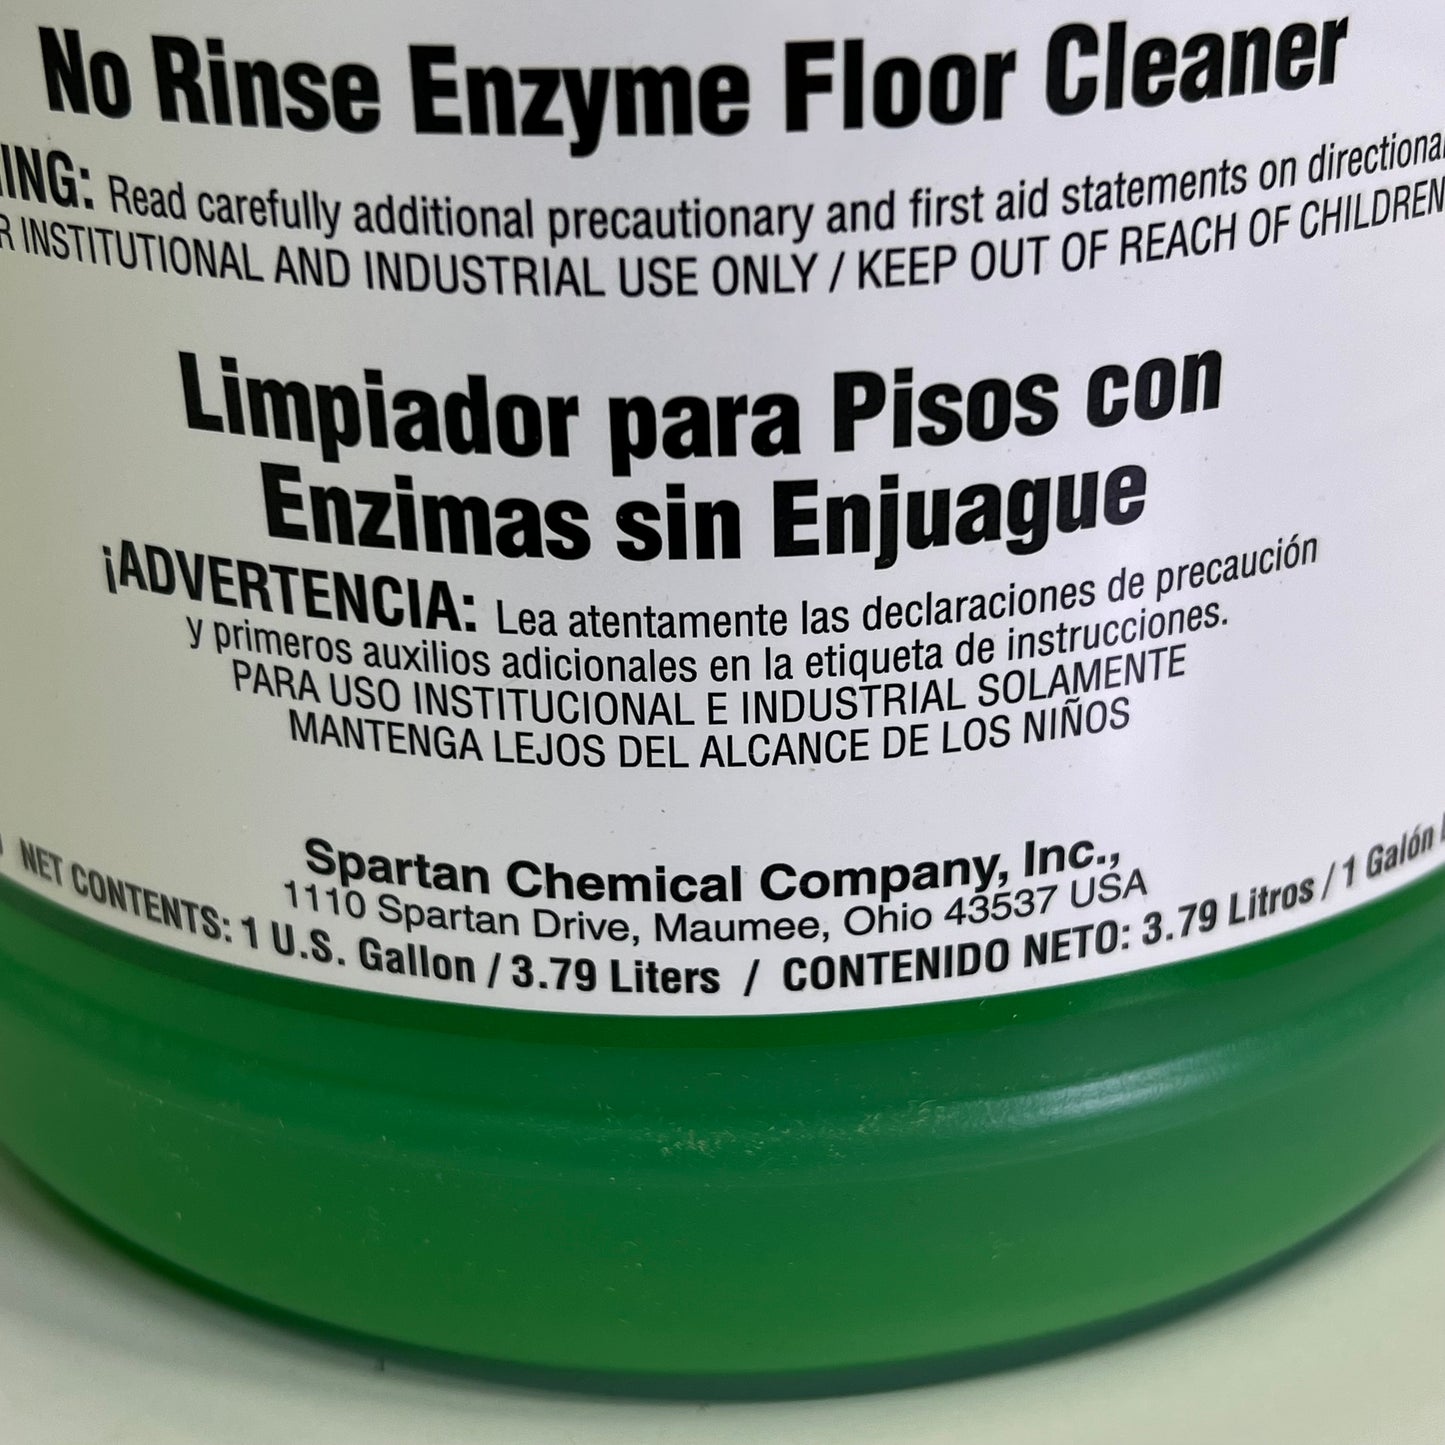 No Rinse Enzyme Floor Cleaner
ING: Read carefully additional precautionary and first aid statements on directional
R INSTITUTIONAL AND INDUSTRIAL USE ONLY / KEEP OUT OF REACH OF CHILDREN
Limpiador para Pisos con
Enzimas sin Enjuague
¡ADVERTENCIA: Lea atentamente las declaraciones de precaución
y primeros auxilios adicionales en la etiqueta de instrucciones.
PARA USO INSTITUCIONAL E INDUSTRIAL SOLAMENTE
MANTENGA LEJOS DEL ALCANCE DE LOS NIÑOS
Spartan Chemical Company, Inc.,
1110 Spartan Drive, Maumee, Ohio 43537 USA
NET CONTENTS: 1 U.S. Gallon / 3.79 Liters / CONTENIDO NETO: 3.79 Litros / 1 Galón